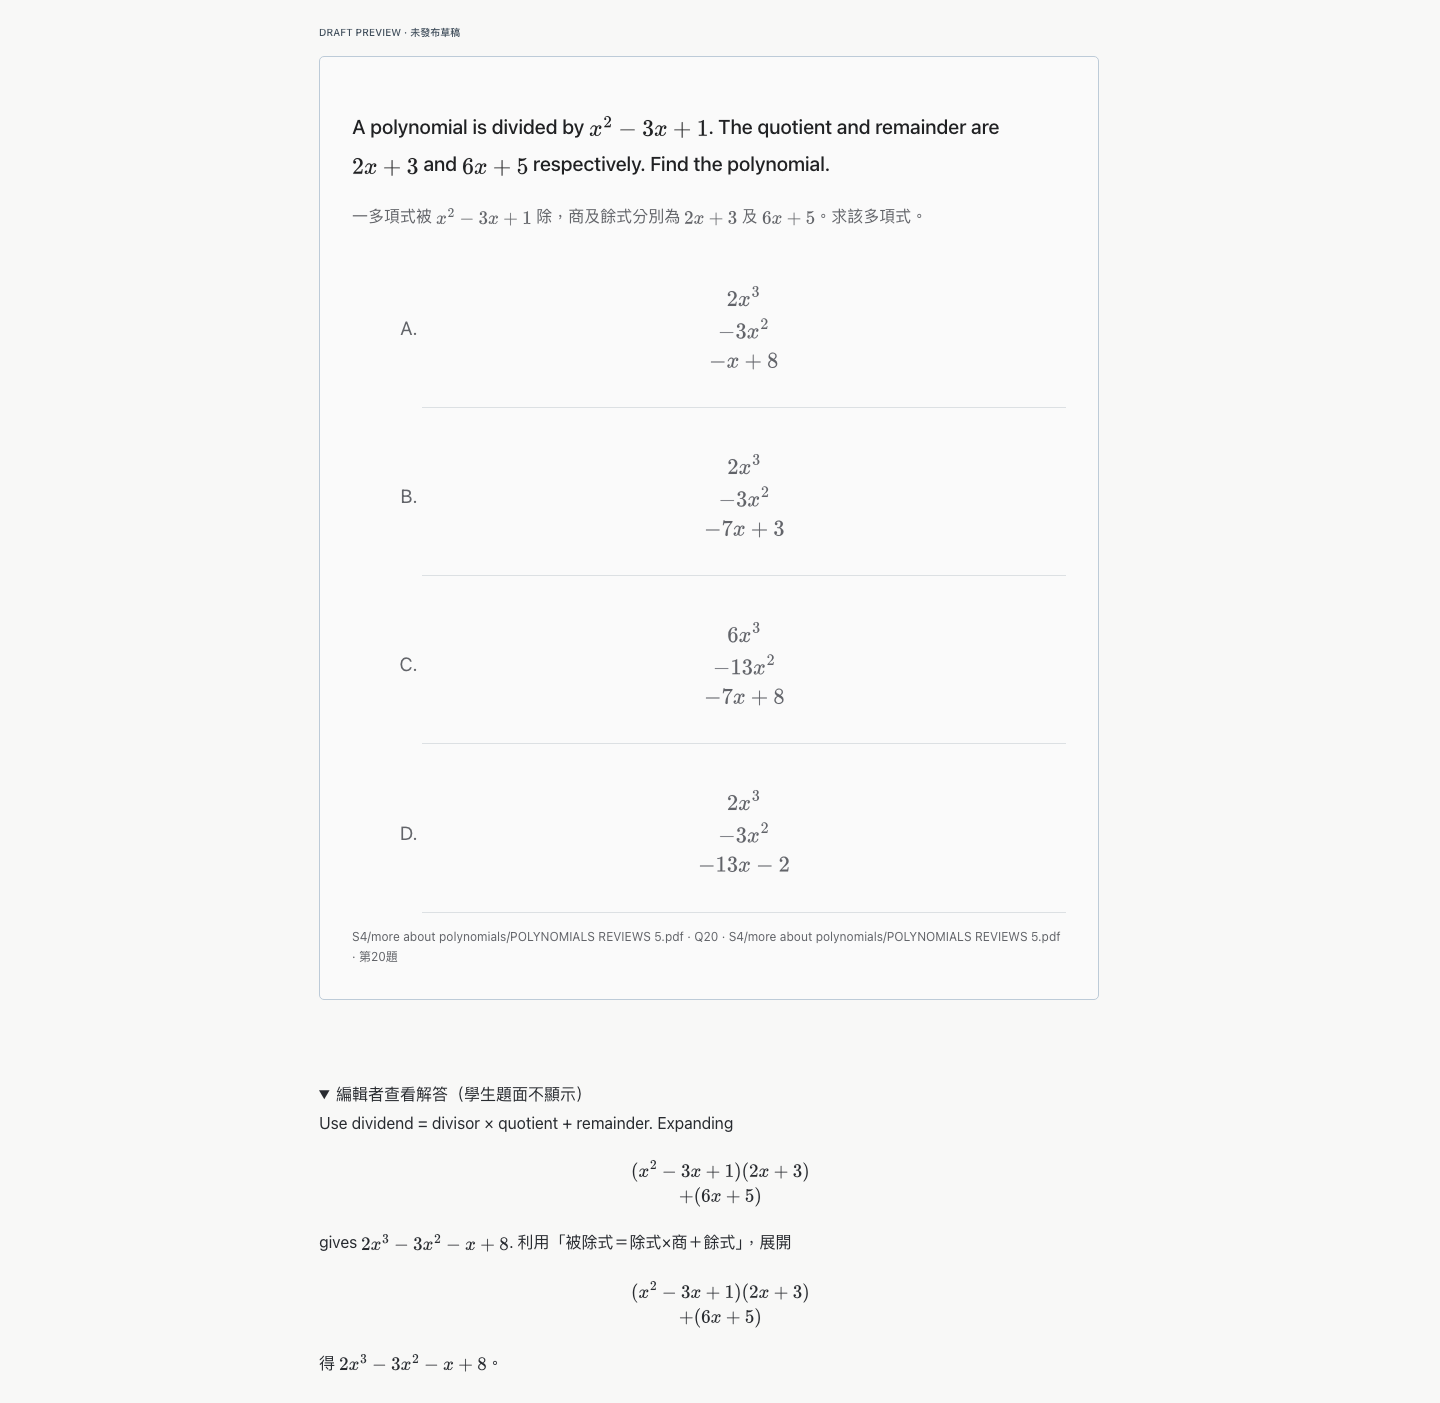 DRAFT PREVIEW · 未發布草稿
A polynomial is divided by x² − 3x + 1. The quotient and remainder are
2x + 3 and 6x + 5 respectively. Find the polynomial.
一多項式被 x² − 3x + 1 除，商及餘式分別為 2x + 3 及 6x + 5。求該多項式。
2x³
A. −3x²
−x + 8
2x³
B. −3x²
−7x + 3
6x³
C. −13x²
−7x + 8
2x³
D. −3x²
−13x − 2
S4/more about polynomials/POLYNOMIALS REVIEWS 5.pdf · Q20 · S4/more about polynomials/POLYNOMIALS REVIEWS 5.pdf
· 第20題
▼ 編輯者查看解答（學生題面不顯示）
Use dividend = divisor × quotient + remainder. Expanding
(x² − 3x + 1)(2x + 3)
+(6x + 5)
gives 2x³ − 3x² − x + 8. 利用「被除式＝除式×商＋餘式」，展開
(x² − 3x + 1)(2x + 3)
+(6x + 5)
得 2x³ − 3x² − x + 8。